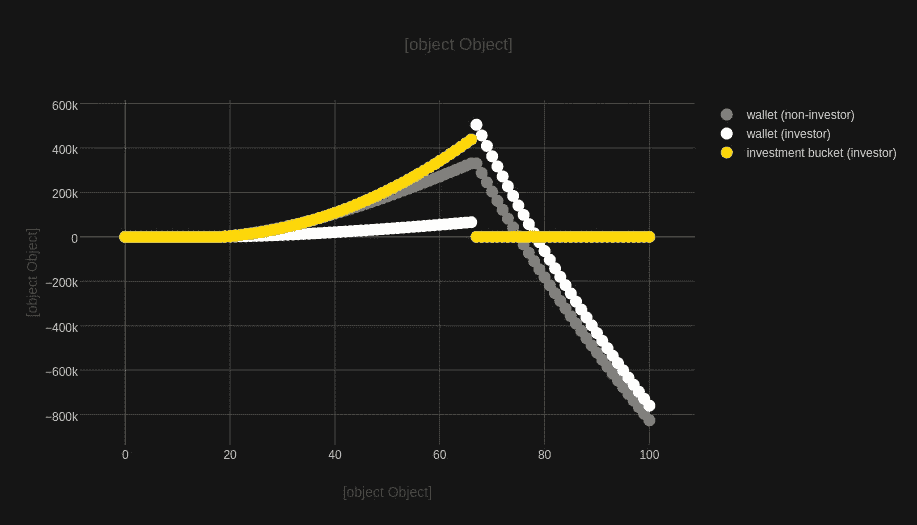 [object Object]
600k
400k
200k
0
−200k
−400k
−600k
−800k
[object Object]
0
20
40
60
80
100
[object Object]
wallet (non-investor)
wallet (investor)
investment bucket (investor)